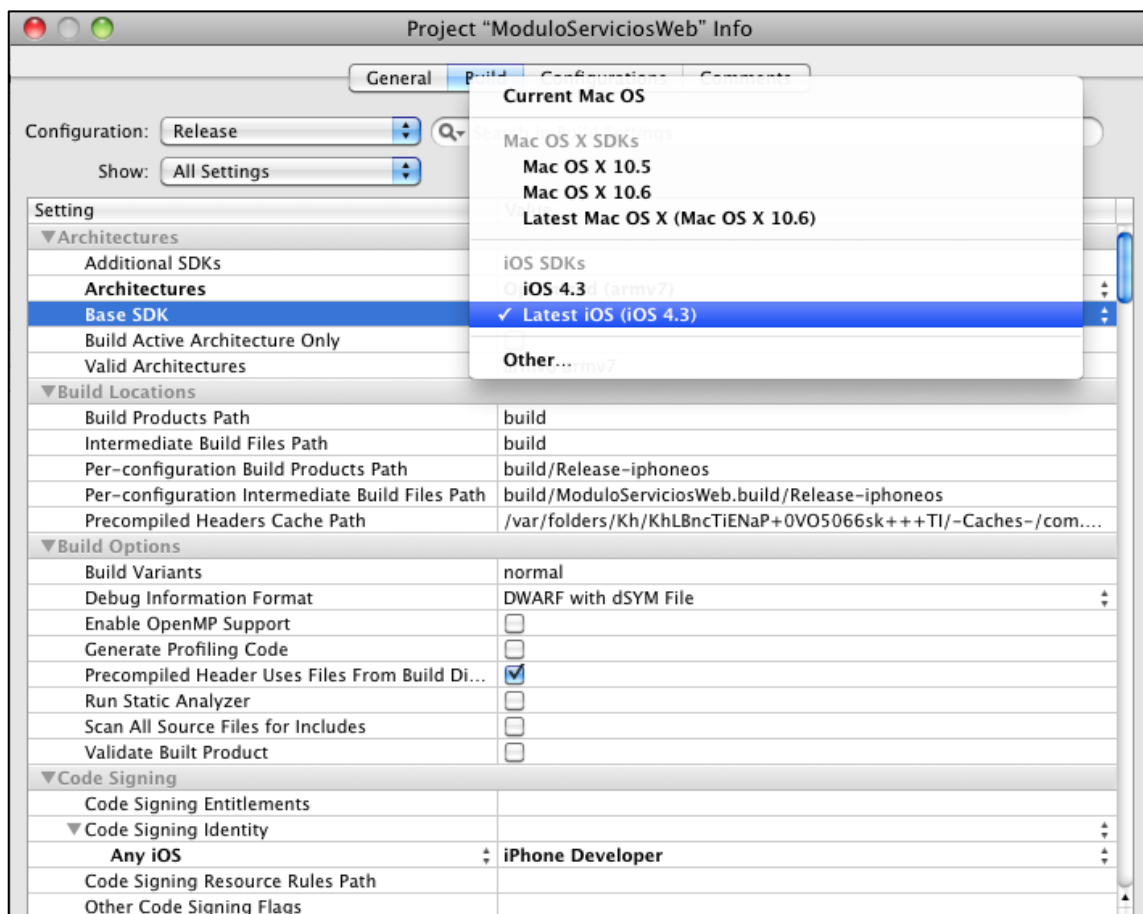 Project “ModuloServiciosWeb” Info
General Build Configurations Comments
Current Mac OS
Configuration: Release
Mac OS X SDKs
Show: All Settings
Mac OS X 10.5
Mac OS X 10.6
Setting
Latest Mac OS X (Mac OS X 10.6)
▼Architectures
Additional SDKs
iOS SDKs
Architectures
iOS 4.3
Base SDK
✓ Latest iOS (iOS 4.3)
Build Active Architecture Only
Other...
Valid Architectures
▼Build Locations
Build Products Path build
Intermediate Build Files Path build
Per-configuration Build Products Path build/Release-iphoneos
Per-configuration Intermediate Build Files Path build/ModuloServiciosWeb.build/Release-iphoneos
Precompiled Headers Cache Path /var/folders/Kh/KhLBncTiENaP+0VO5066sk+++TI/-Caches-/com....
▼Build Options
Build Variants normal
Debug Information Format DWARF with dSYM File
Enable OpenMP Support
Generate Profiling Code
Precompiled Header Uses Files From Build Di...
Run Static Analyzer
Scan All Source Files for Includes
Validate Built Product
▼Code Signing
Code Signing Entitlements
▼Code Signing Identity
Any iOS iPhone Developer
Code Signing Resource Rules Path
Other Code Signing Flags